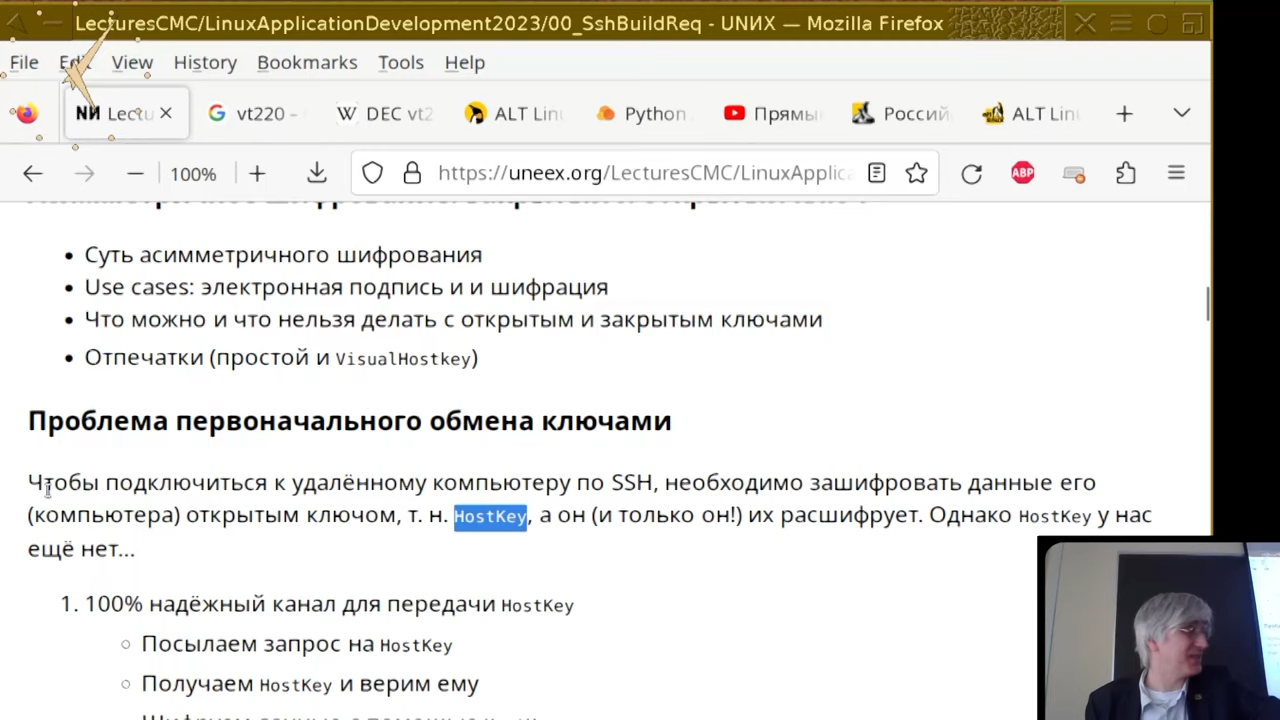 LecturesCMC/LinuxApplicationDevelopment2023/00_SshBuildReq - UNИX — Mozilla Firefox
File Edit View History Bookmarks Tools Help
NИ Lectu vt220 - DEC vt2 ALT Lin Python Прямы Россий ALT Lin
100% https://uneex.org/LecturesCMC/LinuxApplica ABP
Суть асимметричного шифрования
Use cases: электронная подпись и и шифрация
Что можно и что нельзя делать с открытым и закрытым ключами
Отпечатки (простой и VisualHostkey)
Проблема первоначального обмена ключами
Чтобы подключиться к удалённому компьютеру по SSH, необходимо зашифровать данные его
(компьютера) открытым ключом, т. н. HostKey, а он (и только он!) их расшифрует. Однако HostKey у нас
ещё нет...
1. 100% надёжный канал для передачи HostKey
Посылаем запрос на HostKey
Получаем HostKey и верим ему